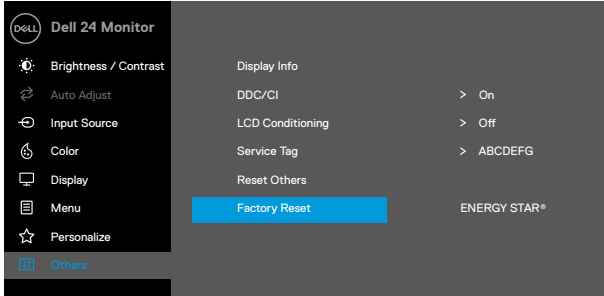 DELL
Dell 24 Monitor
Brightness / Contrast
Auto Adjust
Input Source
Color
Display
Menu
Personalize
Others
Display Info
DDC/CI > On
LCD Conditioning > Off
Service Tag > ABCDEFG
Reset Others
Factory Reset ENERGY STAR®